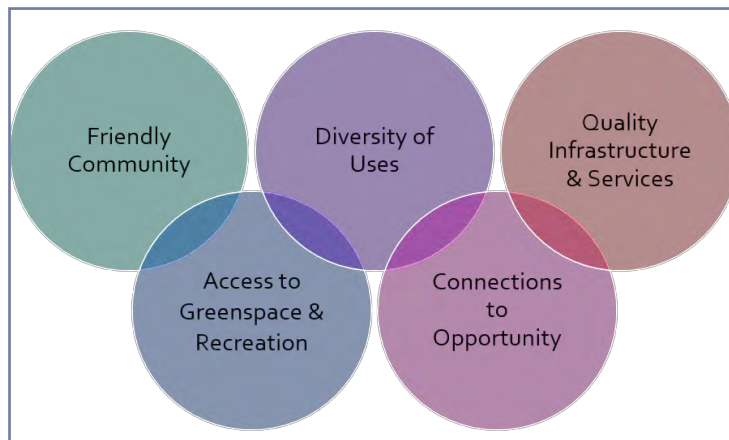 Friendly
Community
Diversity of
Uses
Quality
Infrastructure
& Services
Access to
Greenspace &
Recreation
Connections
to
Opportunity